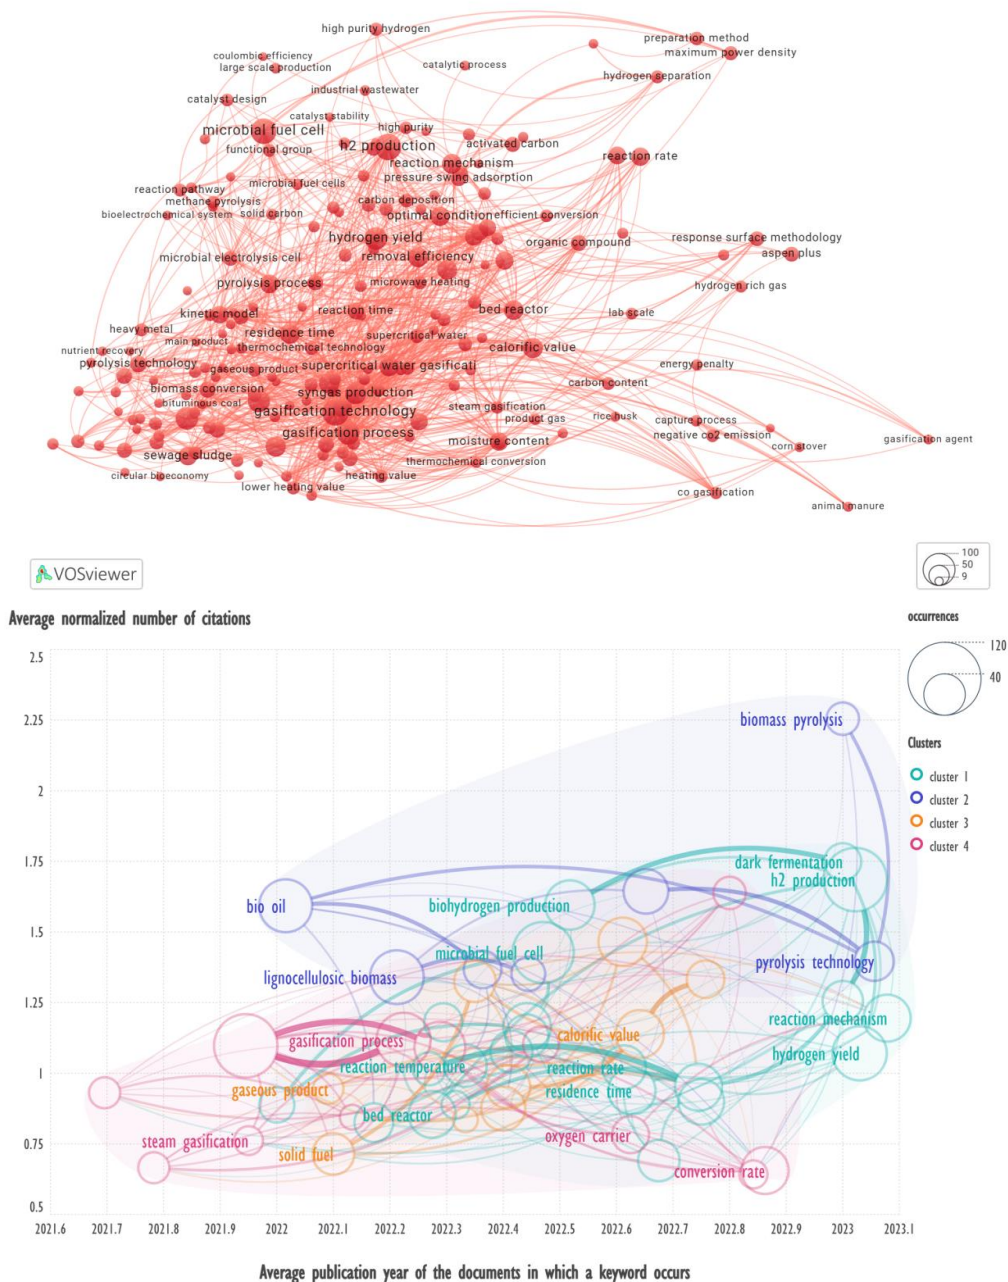 high purity hydrogen
preparation method
maximum power density
coulombic efficiency
large scale production
catalytic process
hydrogen separation
industrial wastewater
catalyst design
catalyst stability
microbial fuel cell
high purity
functional group
h2 production
activated carbon
reaction mechanism
reaction rate
pressure swing adsorption
microbial fuel cells
reaction pathway
methane pyrolysis
carbon deposition
bioelectrochemical system
solid carbon
optimal condition
efficient conversion
hydrogen yield
organic compound
response surface methodology
aspen plus
microbial electrolysis cell
removal efficiency
pyrolysis process
microwave heating
hydrogen rich gas
kinetic model
reaction time
bed reactor
lab scale
heavy metal
residence time
main product
supercritical water
nutrient recovery
thermochemical technology
calorific value
pyrolysis technology
gaseous product
supercritical water gasificati
energy penalty
biomass conversion
syngas production
carbon content
bituminous coal
gasification technology
steam gasification
product gas
rice husk
capture process
gasification process
negative co2 emission
moisture content
corn stover
gasification agent
sewage sludge
thermochemical conversion
circular bioeconomy
heating value
lower heating value
co gasification
animal manure
VOSviewer
100
50
9
Average normalized number of citations
occurrences
120
40
Clusters
cluster 1
cluster 2
cluster 3
cluster 4
2.5
2.25
2
1.75
1.5
1.25
1
0.75
0.5
biomass pyrolysis
dark fermentation
h2 production
bio oil
biohydrogen production
microbial fuel cell
lignocellulosic biomass
pyrolysis technology
reaction mechanism
gasification process
calorific value
hydrogen yield
reaction temperature
reaction rate
gaseous product
residence time
bed reactor
steam gasification
oxygen carrier
solid fuel
conversion rate
2021.6 2021.7 2021.8 2021.9 2022 2022.1 2022.2 2022.3 2022.4 2022.5 2022.6 2022.7 2022.8 2022.9 2023 2023.1
Average publication year of the documents in which a keyword occurs